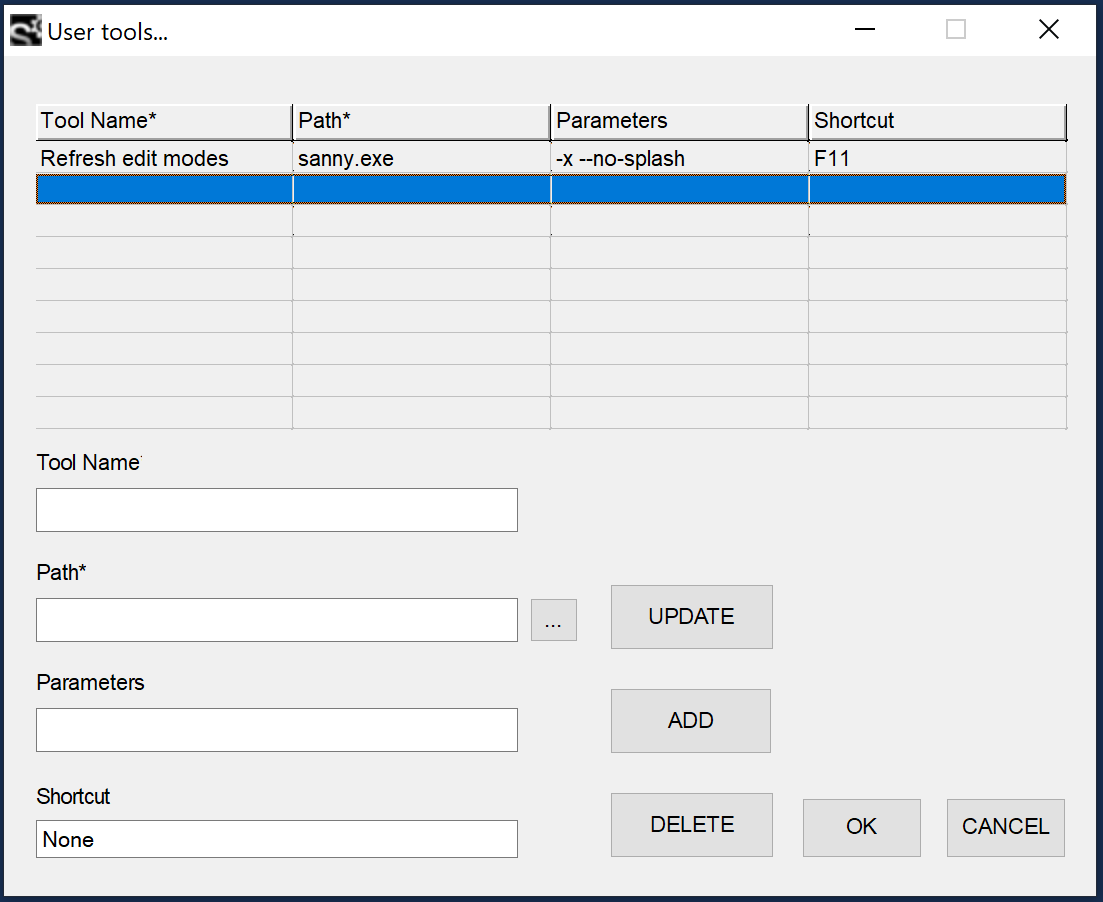 User tools...
Tool Name* Path* Parameters Shortcut
Refresh edit modes sanny.exe -x --no-splash F11
Tool Name
Path*
... UPDATE
Parameters
ADD
Shortcut
None
DELETE OK CANCEL